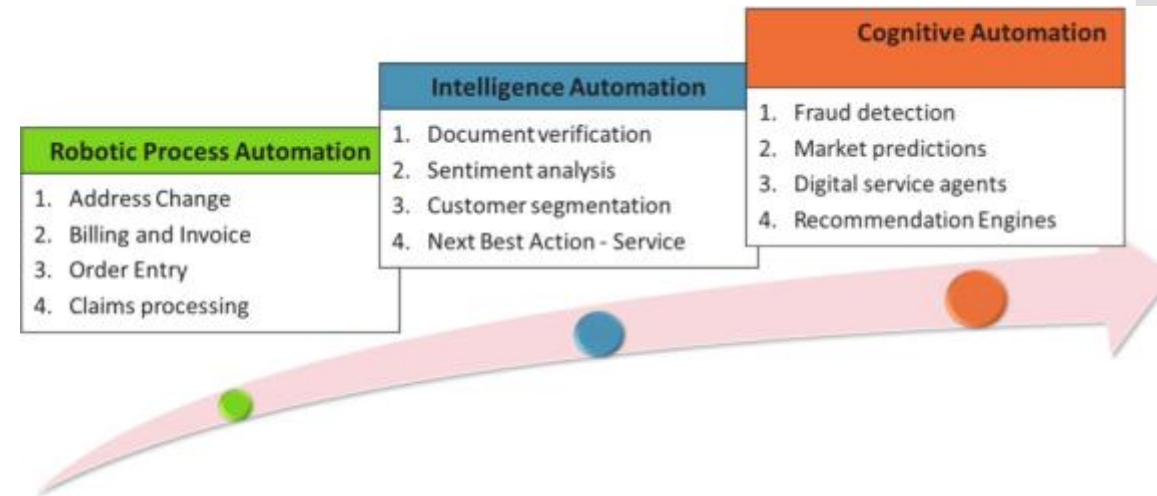 Robotic Process Automation
1. Address Change
2. Billing and Invoice
3. Order Entry
4. Claims processing
Intelligence Automation
1. Document verification
2. Sentiment analysis
3. Customer segmentation
4. Next Best Action - Service
Cognitive Automation
1. Fraud detection
2. Market predictions
3. Digital service agents
4. Recommendation Engines